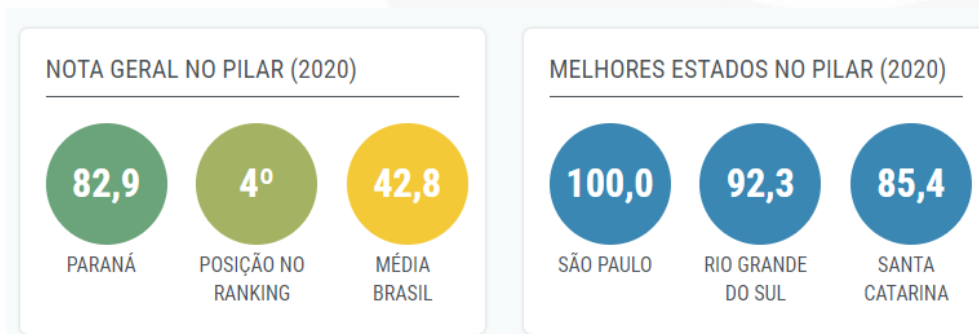 NOTA GERAL NO PILAR (2020)
82,9
4º
42,8
PARANÁ
POSIÇÃO NO
RANKING
MÉDIA
BRASIL
MELHORES ESTADOS NO PILAR (2020)
100,0
92,3
85,4
SÃO PAULO
RIO GRANDE
DO SUL
SANTA
CATARINA